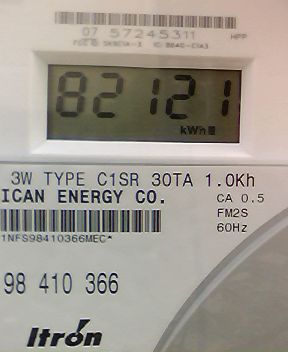 07 57245311
HPP
82121
kWh
3W TYPE C1SR 30TA 1.0Kh
ICAN ENERGY CO.
CA 0.5
FM2S
60Hz
1NFS98410366MEC*
98 410 366
Itron